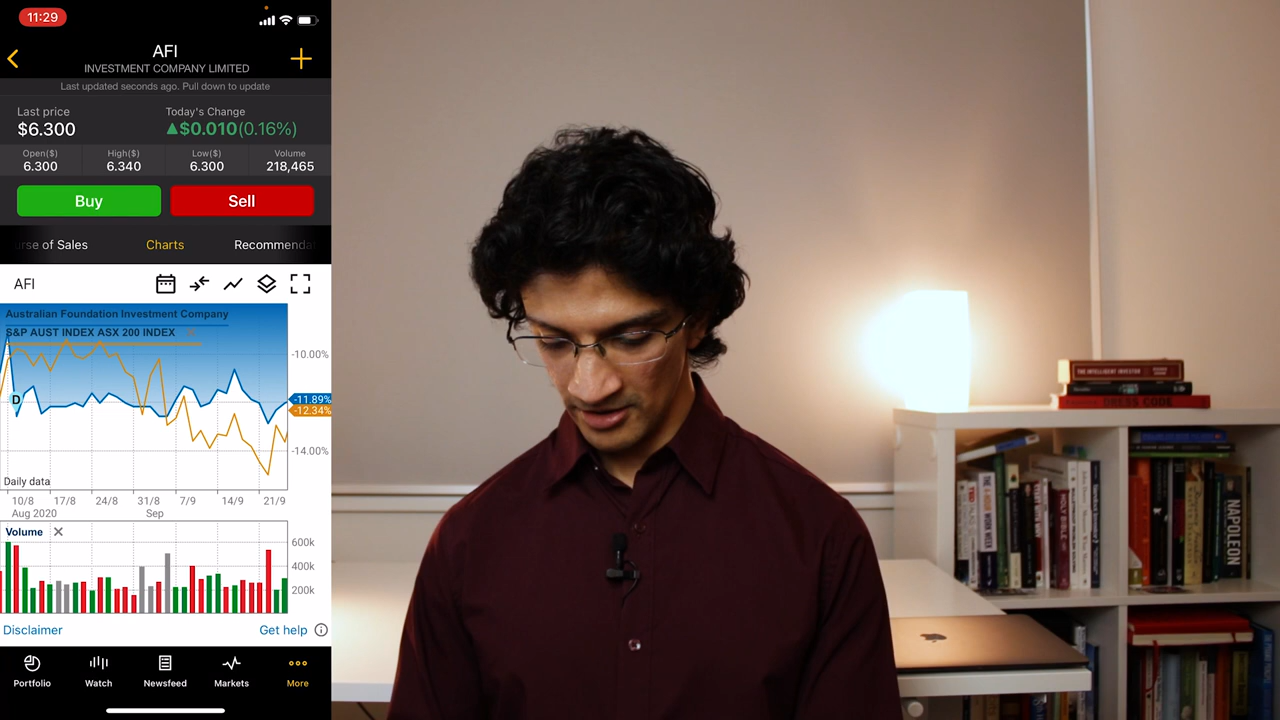 11:29
AFI
INVESTMENT COMPANY LIMITED
Last updated seconds ago. Pull down to update
Last price
$6.300
Today's Change
▲$0.010(0.16%)
Open($)
6.300
High($)
6.340
Low($)
6.300
Volume
218,465
Buy
Sell
urse of Sales
Charts
Recommenda
AFI
Australian Foundation Investment Company
S&P AUST INDEX ASX 200 INDEX
D
-10.00%
-11.89%
-12.34%
-14.00%
Daily data
10/8 17/8 24/8 31/8 7/9 14/9 21/9
Aug 2020 Sep
Volume
600k
400k
200k
Disclaimer
Get help
Portfolio
Watch
Newsfeed
Markets
More
THE INTELLIGENT INVESTOR
DRESS CODE
HOLY BIBLE
NAPOLEON